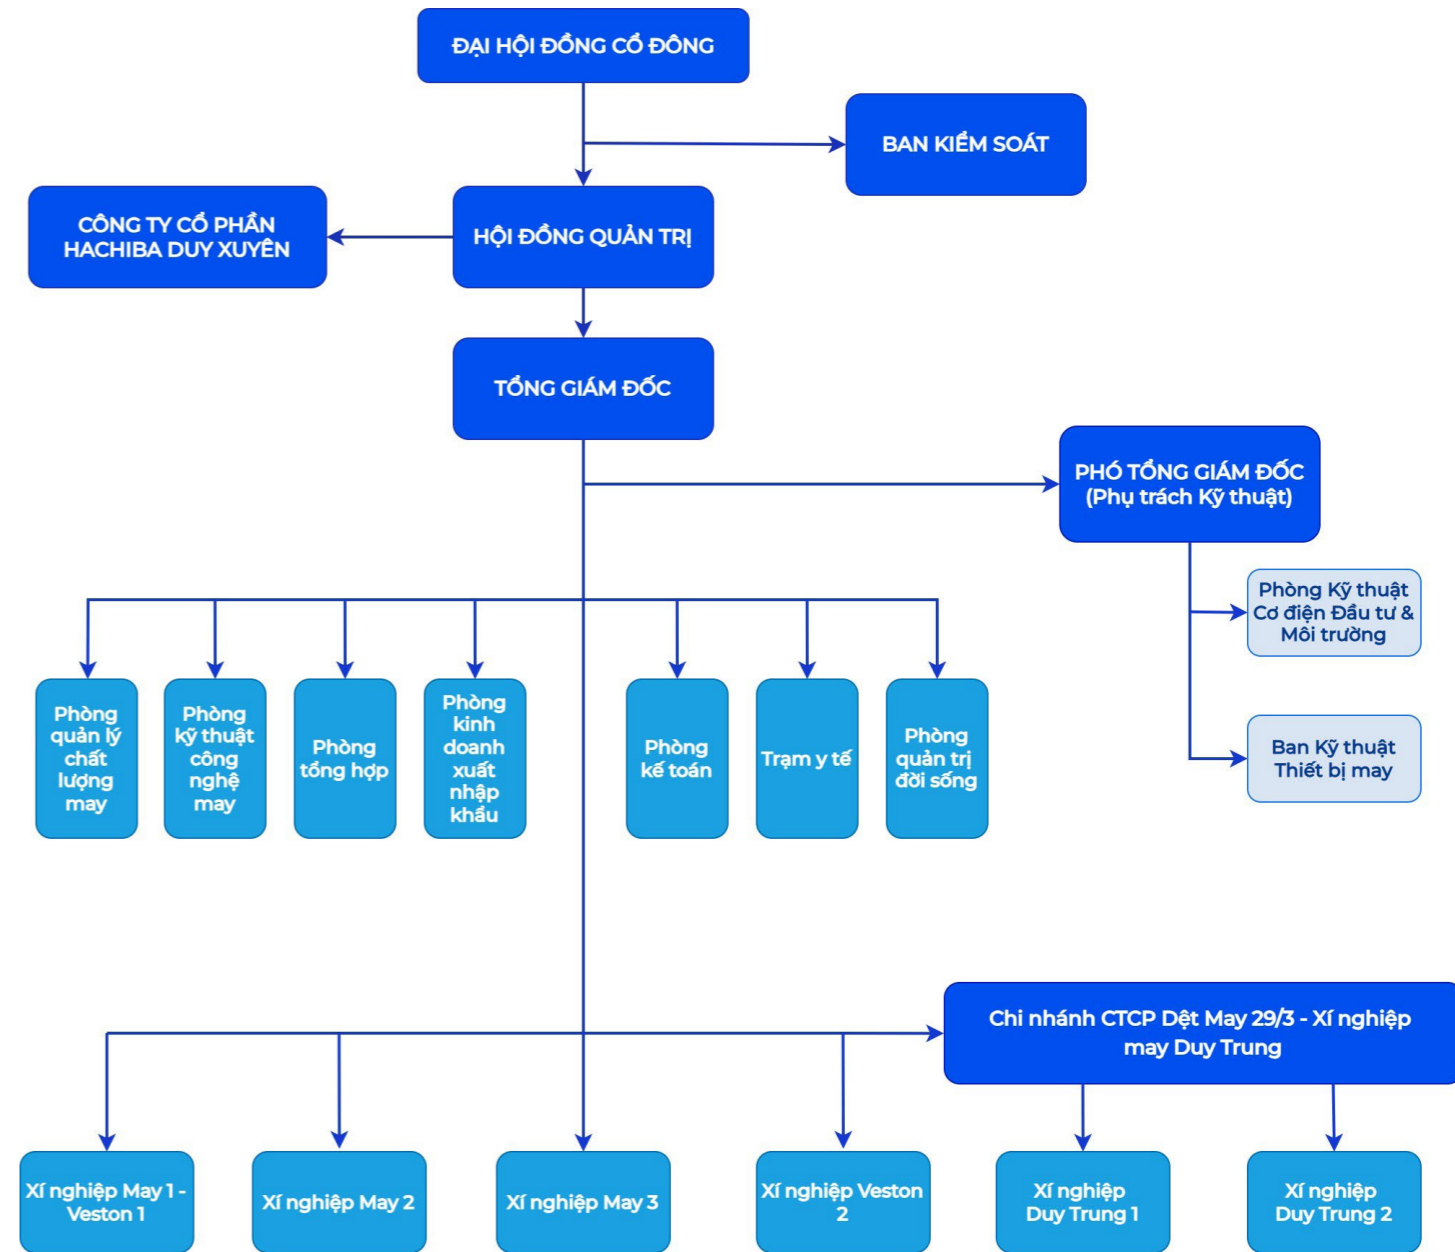 ĐẠI HỘI ĐỒNG CỔ ĐÔNG
BAN KIỂM SOÁT
CÔNG TY CỔ PHẦN
HACHIBA DUY XUYÊN
HỘI ĐỒNG QUẢN TRỊ
TỔNG GIÁM ĐỐC
PHÓ TỔNG GIÁM ĐỐC
(Phụ trách Kỹ thuật)
Phòng Kỹ thuật
Cơ điện Đầu tư &
Môi trường
Ban Kỹ thuật
Thiết bị may
Phòng
quản lý
chất
lượng
may
Phòng
kỹ thuật
công
nghệ
may
Phòng
tổng hợp
Phòng
kinh
doanh
xuất
nhập
khẩu
Phòng
kế toán
Trạm y tế
Phòng
quản trị
đời sống
Chi nhánh CTCP Dệt May 29/3 - Xí nghiệp
may Duy Trung
Xí nghiệp May 1 -
Veston 1
Xí nghiệp May 2
Xí nghiệp May 3
Xí nghiệp Veston
2
Xí nghiệp
Duy Trung 1
Xí nghiệp
Duy Trung 2